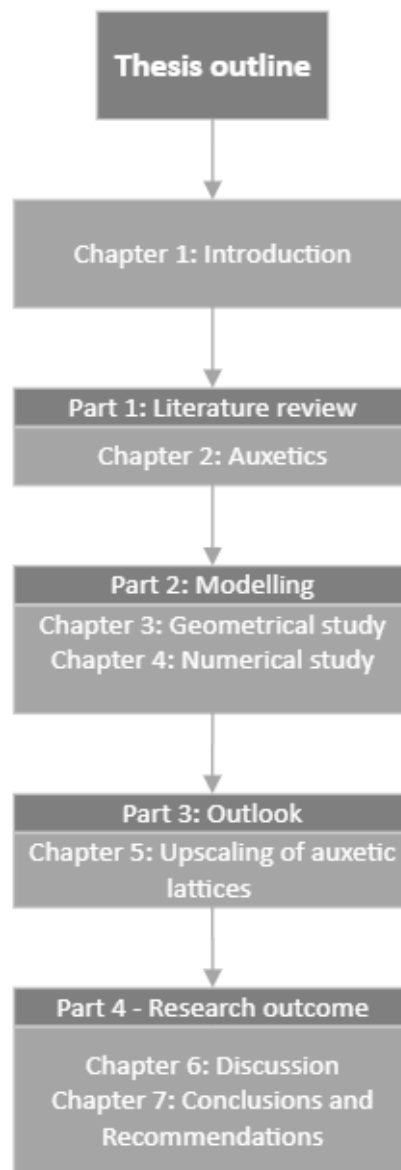 Thesis outline
Chapter 1: Introduction
Part 1: Literature review
Chapter 2: Auxetics
Part 2: Modelling
Chapter 3: Geometrical study
Chapter 4: Numerical study
Part 3: Outlook
Chapter 5: Upscaling of auxetic
lattices
Part 4 - Research outcome
Chapter 6: Discussion
Chapter 7: Conclusions and
Recommendations